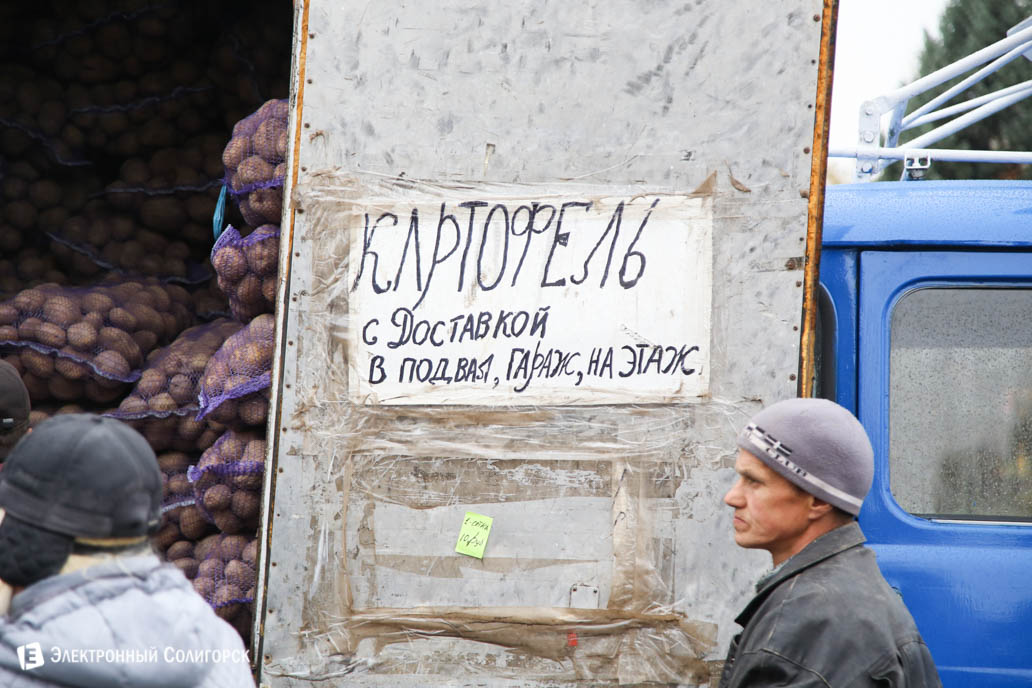 КАРТОФЕЛЬ
с Доставкой
в подвал, гараж, на этаж
Электронный Солигорск